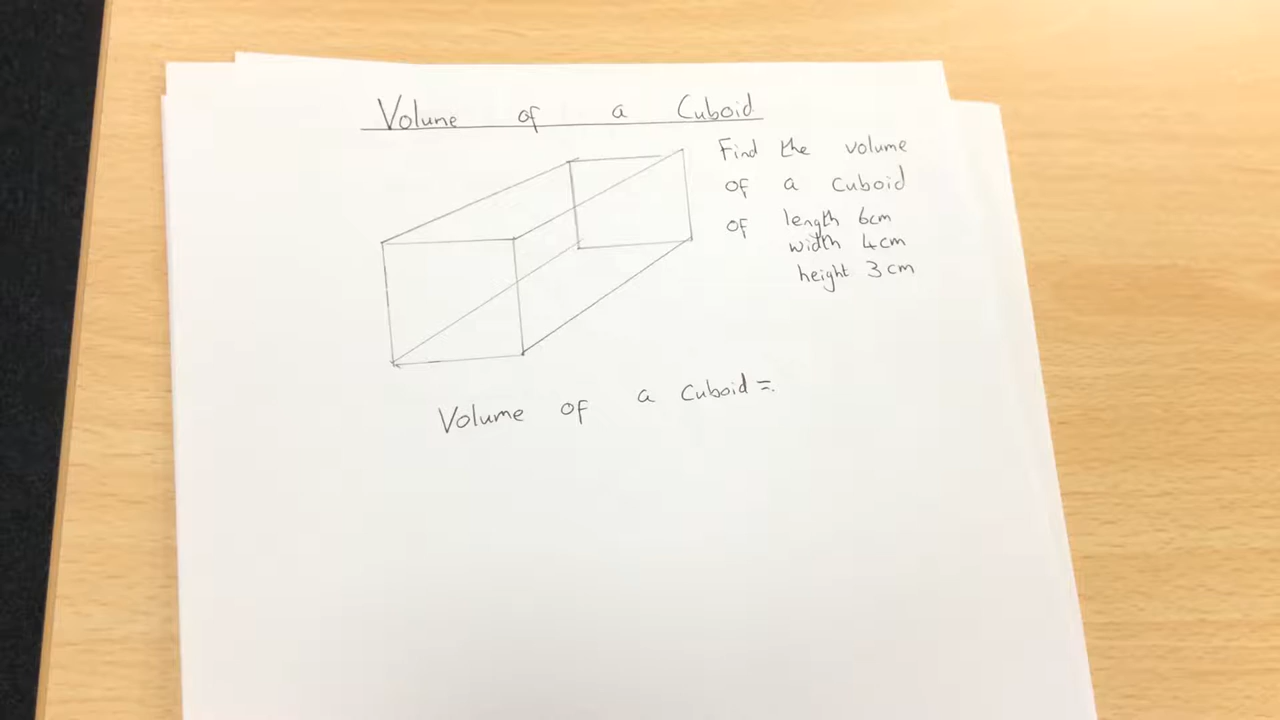 Volume of a Cuboid
Find the volume
of a cuboid
of length 6cm
width 4cm
height 3cm
Volume of a cuboid =